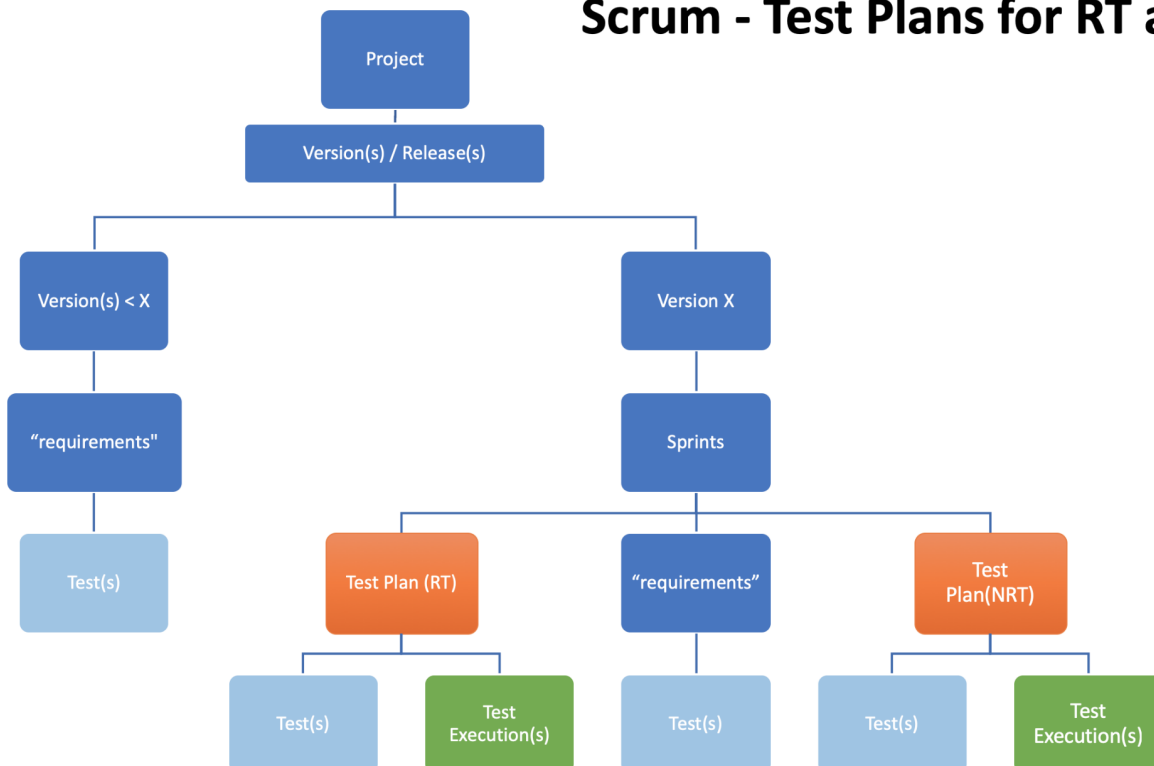 Scrum - Test Plans for RT a
Project
Version(s) / Release(s)
Version(s) < X
Version X
“requirements"
Sprints
Test(s)
Test Plan (RT)
“requirements”
Test
Plan(NRT)
Test(s)
Test
Execution(s)
Test(s)
Test(s)
Test
Execution(s)